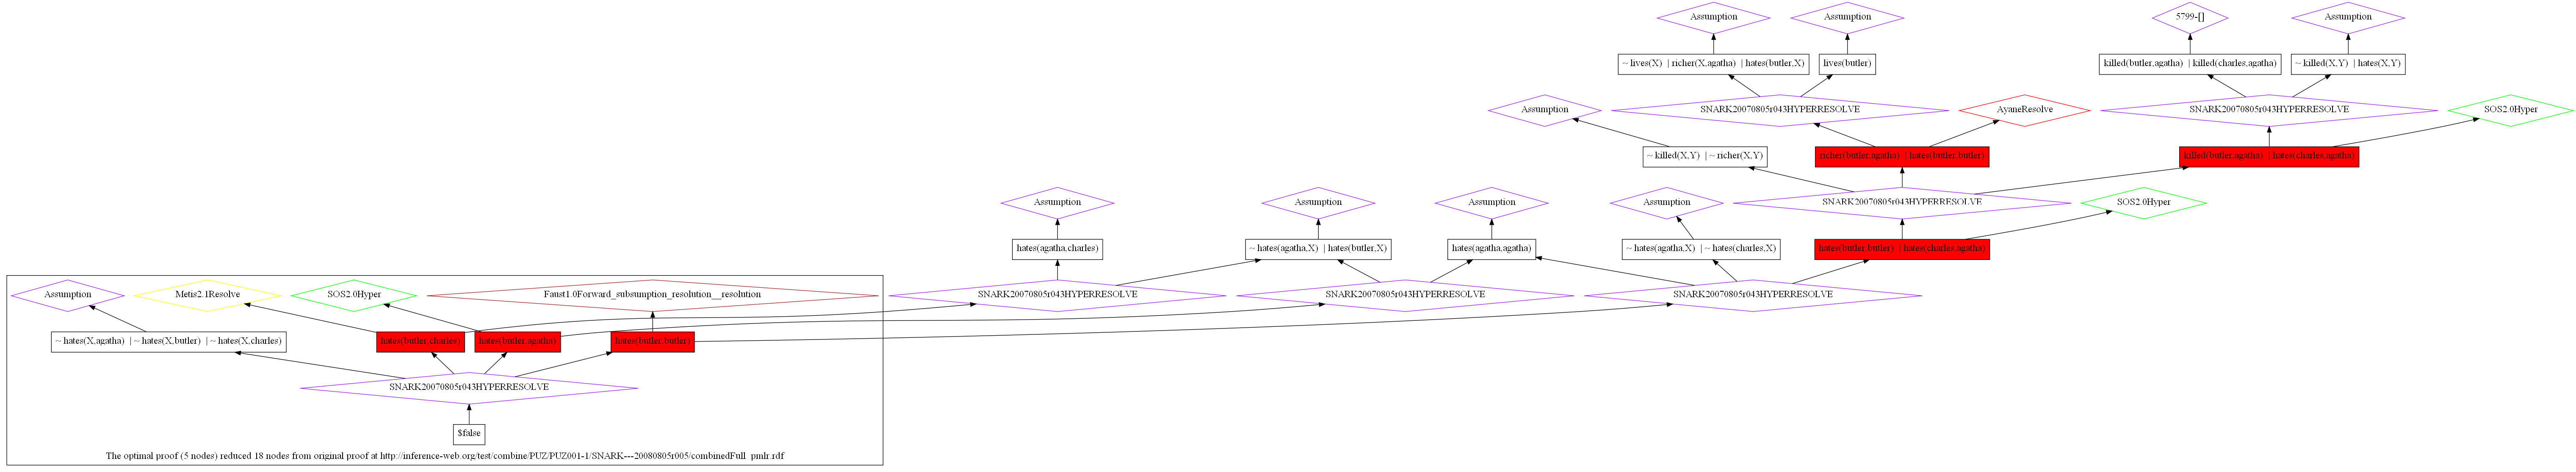 Assumption
Assumption
5799-[]
Assumption
~ lives(X) | richer(X,agatha) | hates(butler,X)
lives(butler)
killed(butler,agatha) | killed(charles,agatha)
~ killed(X,Y) | hates(X,Y)
Assumption
SNARK20070805r043HYPERRESOLVE
AyaneResolve
SNARK20070805r043HYPERRESOLVE
SOS2.0Hyper
~ killed(X,Y) | ~ richer(X,Y)
richer(butler,agatha) | hates(butler,butler)
killed(butler,agatha) | hates(charles,agatha)
Assumption
Assumption
Assumption
Assumption
SNARK20070805r043HYPERRESOLVE
SOS2.0Hyper
hates(agatha,charles)
~ hates(agatha,X) | hates(butler,X)
hates(agatha,agatha)
~ hates(agatha,X) | ~ hates(charles,X)
hates(butler,butler) | hates(charles,agatha)
Assumption
Metis2.1Resolve
SOS2.0Hyper
Faust1.0Forward_subsumption_resolution__resolution
SNARK20070805r043HYPERRESOLVE
SNARK20070805r043HYPERRESOLVE
SNARK20070805r043HYPERRESOLVE
~ hates(X,agatha) | ~ hates(X,butler) | ~ hates(X,charles)
hates(butler,charles)
hates(butler,agatha)
hates(butler,butler)
SNARK20070805r043HYPERRESOLVE
$false
The optimal proof (5 nodes) reduced 18 nodes from original proof at http://inference-web.org/test/combine/PUZ/PUZ001-1/SNARK---20080805r005/combinedFull_pmlr.rdf